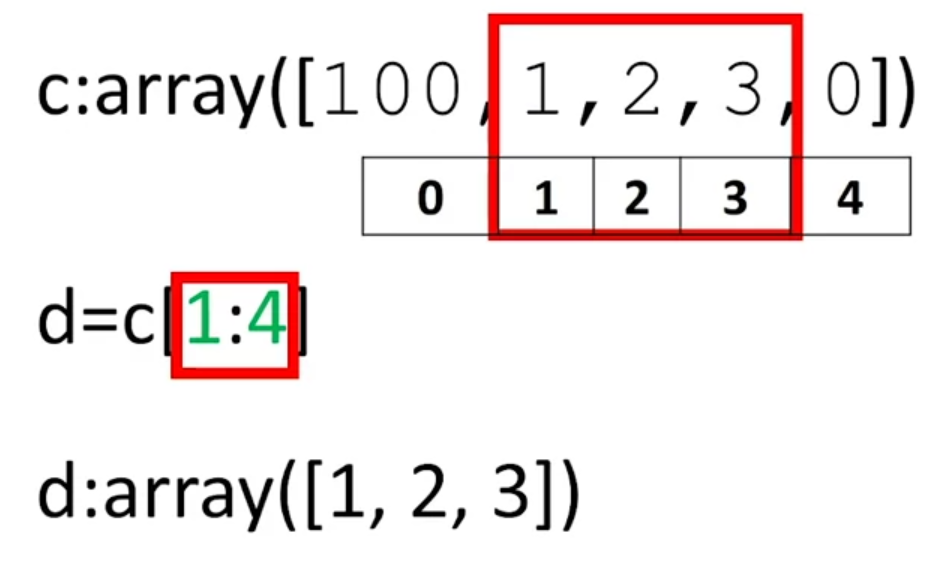 c:array([100,1,2,3,0])
0 1 2 3 4
d=c[1:4]
d:array([1, 2, 3])